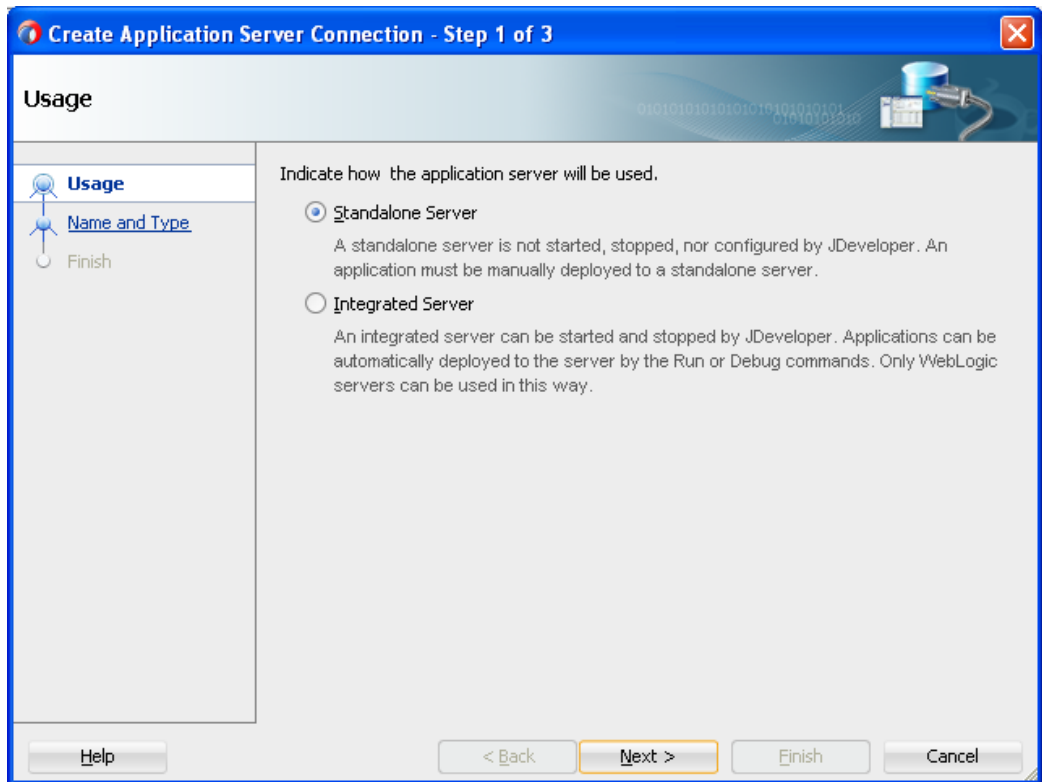 Create Application Server Connection - Step 1 of 3
Usage
Usage
Name and Type
Finish
Indicate how the application server will be used.
Standalone Server
A standalone server is not started, stopped, nor configured by JDeveloper. An
application must be manually deployed to a standalone server.
Integrated Server
An integrated server can be started and stopped by JDeveloper. Applications can be
automatically deployed to the server by the Run or Debug commands. Only WebLogic
servers can be used in this way.
Help
< Back
Next >
Finish
Cancel